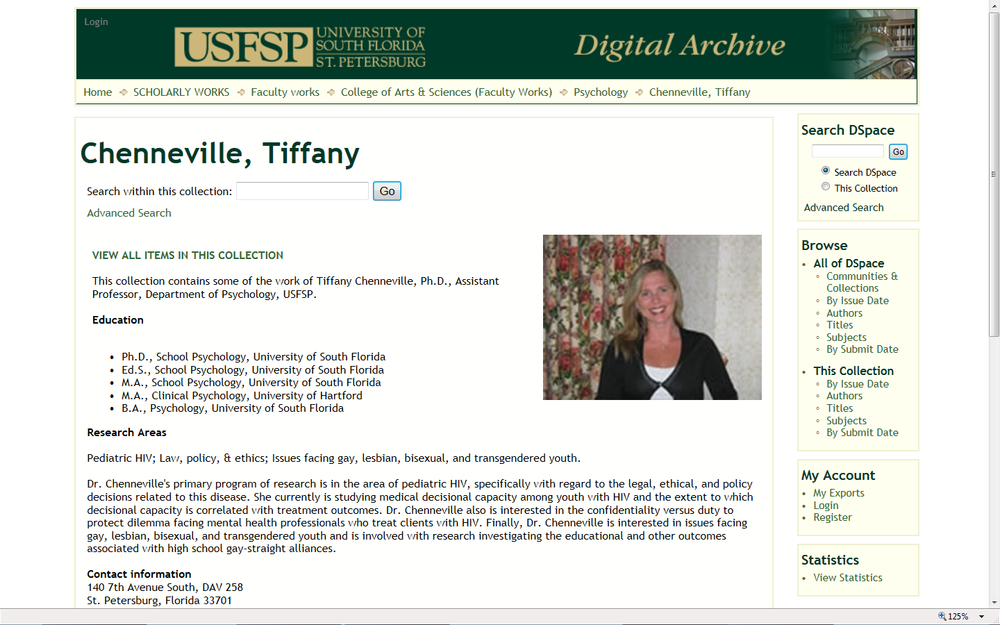 Login
USFSP UNIVERSITY OF
SOUTH FLORIDA
ST. PETERSBURG
Digital Archive
Home SCHOLARLY WORKS Faculty works College of Arts & Sciences (Faculty Works) Psychology Chenneville, Tiffany
Chenneville, Tiffany
Search within this collection: Go
Advanced Search
VIEW ALL ITEMS IN THIS COLLECTION
This collection contains some of the work of Tiffany Chenneville, Ph.D., Assistant
Professor, Department of Psychology, USFSP.
Education
• Ph.D., School Psychology, University of South Florida
• Ed.S., School Psychology, University of South Florida
• M.A., School Psychology, University of South Florida
• M.A., Clinical Psychology, University of Hartford
• B.A., Psychology, University of South Florida
Research Areas
Pediatric HIV; Law, policy, & ethics; Issues facing gay, lesbian, bisexual, and transgendered youth.
Dr. Chenneville's primary program of research is in the area of pediatric HIV, specifically with regard to the legal, ethical, and policy
decisions related to this disease. She currently is studying medical decisional capacity among youth with HIV and the extent to which
decisional capacity is correlated with treatment outcomes. Dr. Chenneville also is interested in the confidentiality versus duty to
protect dilemma facing mental health professionals who treat clients with HIV. Finally, Dr. Chenneville is interested in issues facing
gay, lesbian, bisexual, and transgendered youth and is involved with research investigating the educational and other outcomes
associated with high school gay-straight alliances.
Contact information
140 7th Avenue South, DAV 258
St. Petersburg, Florida 33701
Search DSpace
Go
Search DSpace
This Collection
Advanced Search
Browse
• All of DSpace
◦ Communities &
Collections
◦ By Issue Date
◦ Authors
◦ Titles
◦ Subjects
◦ By Submit Date
• This Collection
◦ By Issue Date
◦ Authors
◦ Titles
◦ Subjects
◦ By Submit Date
My Account
• My Exports
• Login
• Register
Statistics
• View Statistics
125%